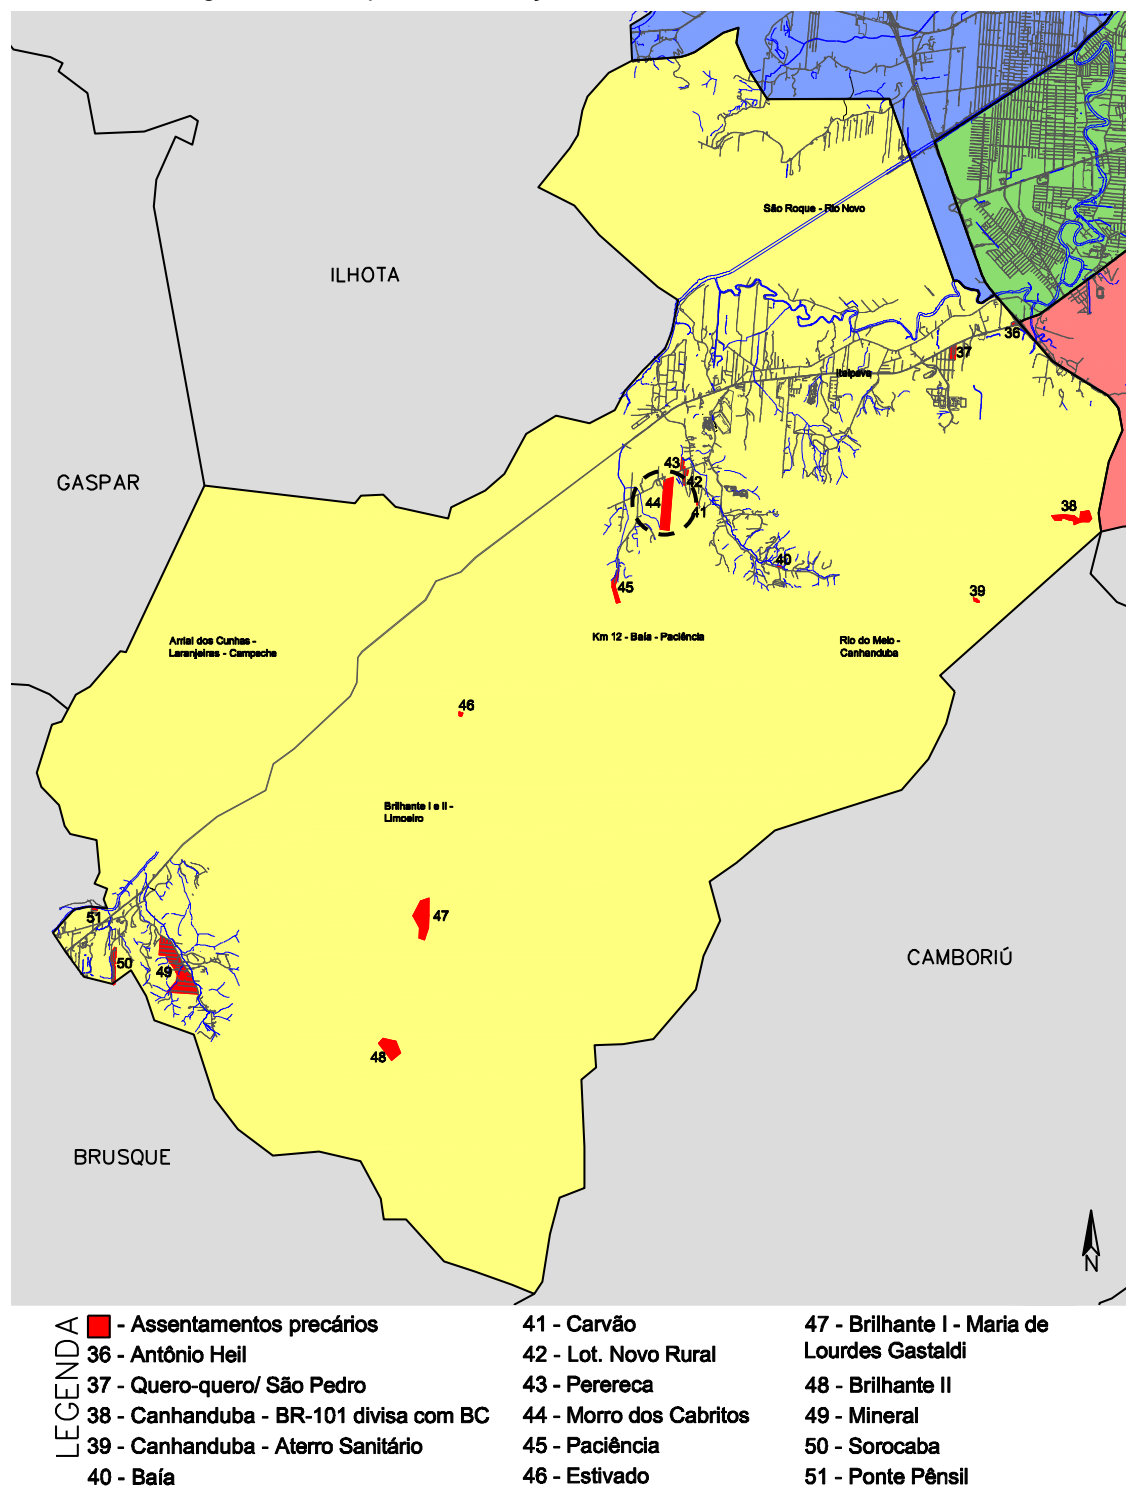 São Roque - Rio Novo
ILHOTA
36
37
Itaipava
43
42
GASPAR
44
41
38
40
45
39
Km 12 - Baía - Paciência
Arrial dos Cunhas -
Laranjeiras - Campeche
Rio do Meio -
Canhanduba
46
Brilhante I e II -
Limoeiro
51
47
50
49
CAMBORIÚ
48
BRUSQUE
N
LEGENDA
- Assentamentos precários
36 - Antônio Heil
37 - Quero-quero/ São Pedro
38 - Canhanduba - BR-101 divisa com BC
39 - Canhanduba - Aterro Sanitário
40 - Baía
41 - Carvão
42 - Lot. Novo Rural
43 - Perereca
44 - Morro dos Cabritos
45 - Paciência
46 - Estivado
47 - Brilhante I - Maria de
Lourdes Gastaldi
48 - Brilhante II
49 - Mineral
50 - Sorocaba
51 - Ponte Pênsil